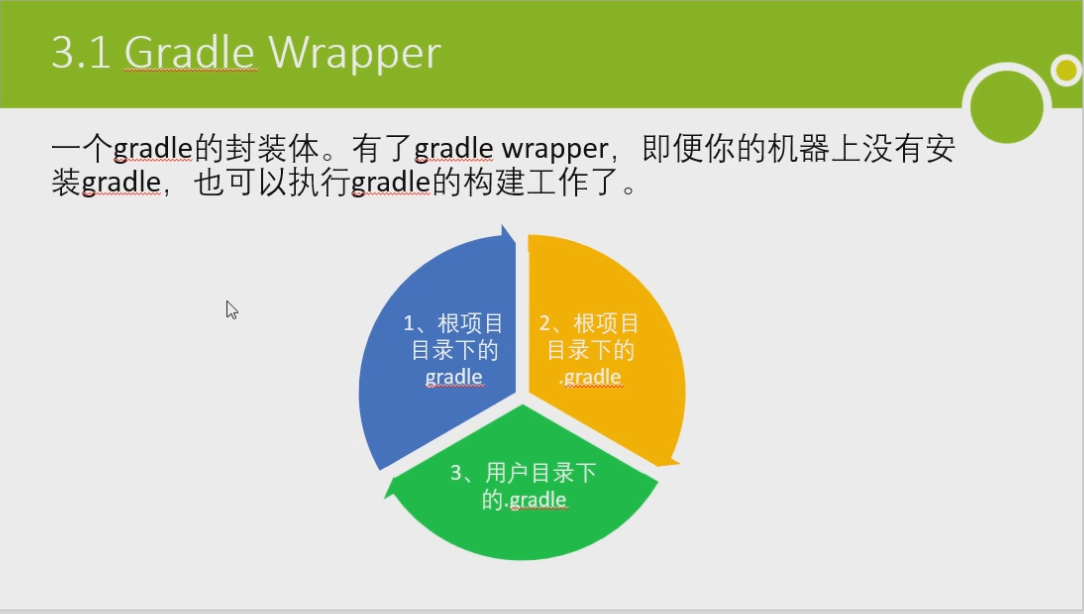 3.1 Gradle Wrapper
一个gradle的封装体。有了gradle wrapper，即便你的机器上没有安
装gradle，也可以执行gradle的构建工作了。
1、根项目
目录下的
gradle
2、根项目
目录下的
.gradle
3、用户目录下
的.gradle